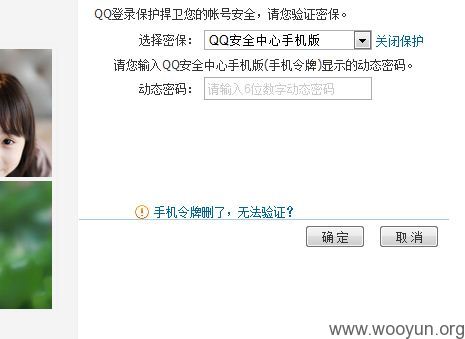 QQ登录保护捍卫您的帐号安全，请您验证密保。
选择密保： QQ安全中心手机版 关闭保护
请您输入QQ安全中心手机版(手机令牌)显示的动态密码。
动态密码： 请输入6位数字动态密码
手机令牌删了，无法验证？
确定 取消
www.wooyun.org